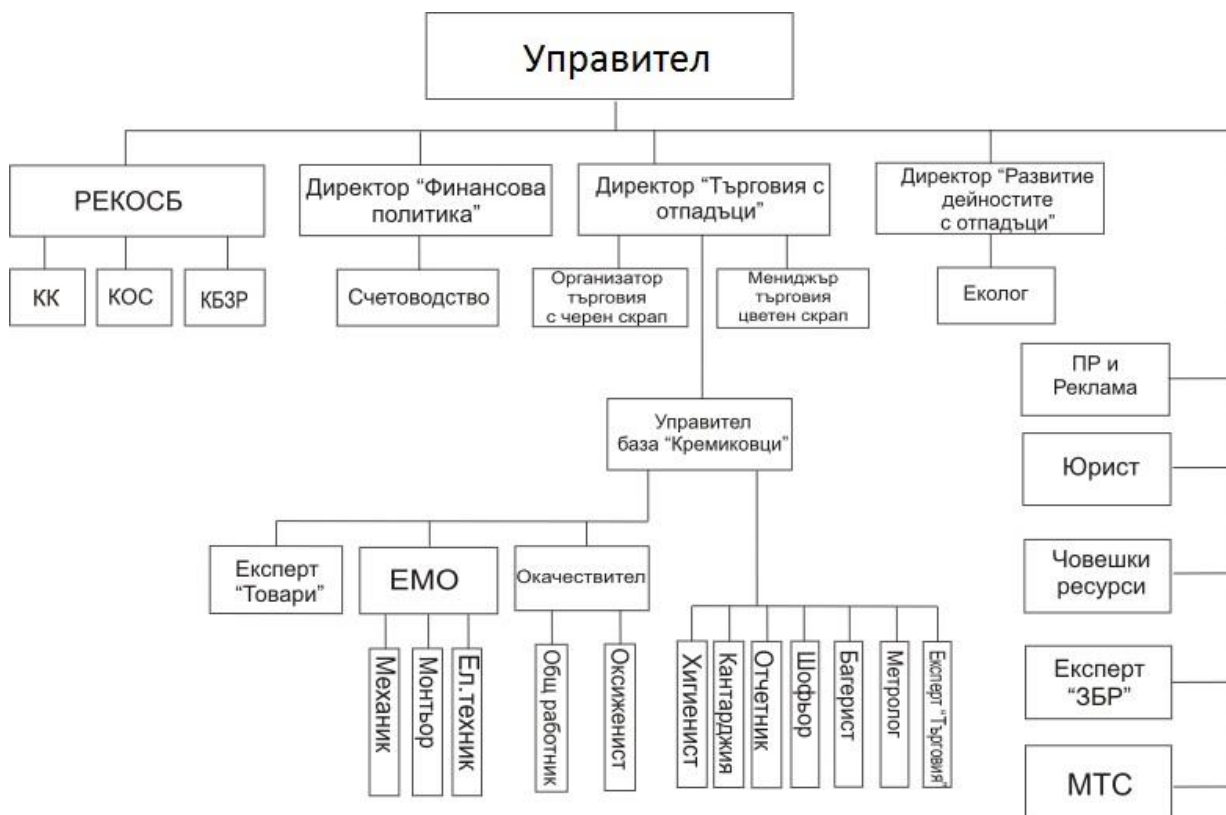 Управител
РЕКОСБ
Директор “Финансова
политика”
Директор “Търговия с
отпадъци”
Директор “Развитие
дейностите
с отпадъци”
КК
КОС
КБЗР
Счетоводство
Организатор
търговия
с черен скрап
Мениджър
търговия
цветен скрап
Еколог
ПР и
Реклама
Управител
база “Кремиковци”
Юрист
Експерт
“Товари”
ЕМО
Окачествител
Човешки
ресурси
Механик
Монтьор
Ел.техник
Общ работник
Оксиженист
Хигиенист
Кантарджия
Отчетник
Шофьор
Багерист
Метролог
Експерт “Търговия”
Експерт
“ЗБР”
МТС